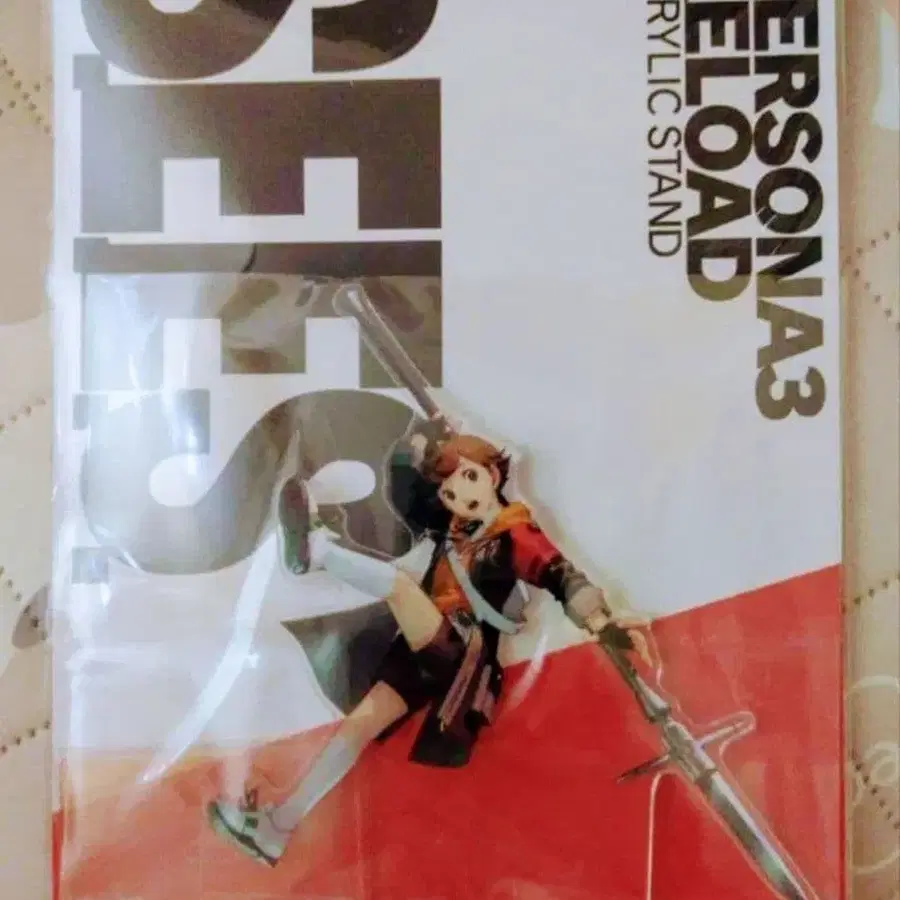 ERSONA3
ELOAD
RYLIC STAND
SEES.